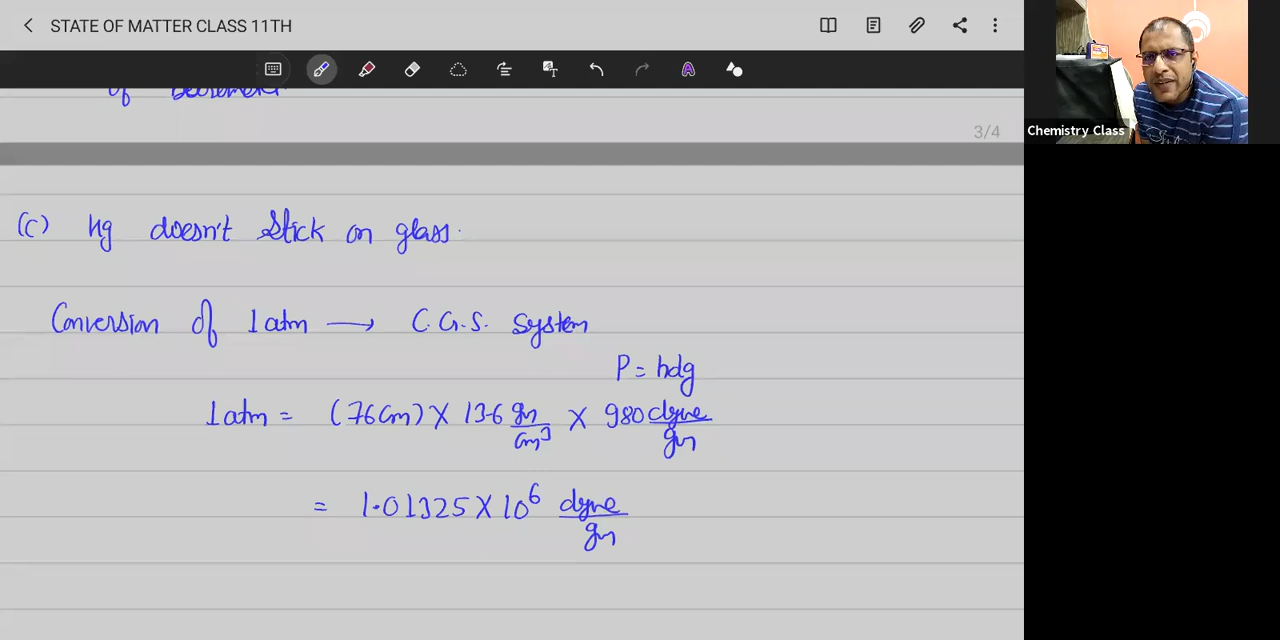 STATE OF MATTER CLASS 11TH
of
3/4
Chemistry Class
(C) Hg doesn't stick on glass.
Conversion of 1 atm ⟶ C.G.S. system
P = hdg
1 atm = (76 cm) × 13.6 gm/cm³ × 980 dyne/gm
= 1.01325 × 10⁶ dyne/gm